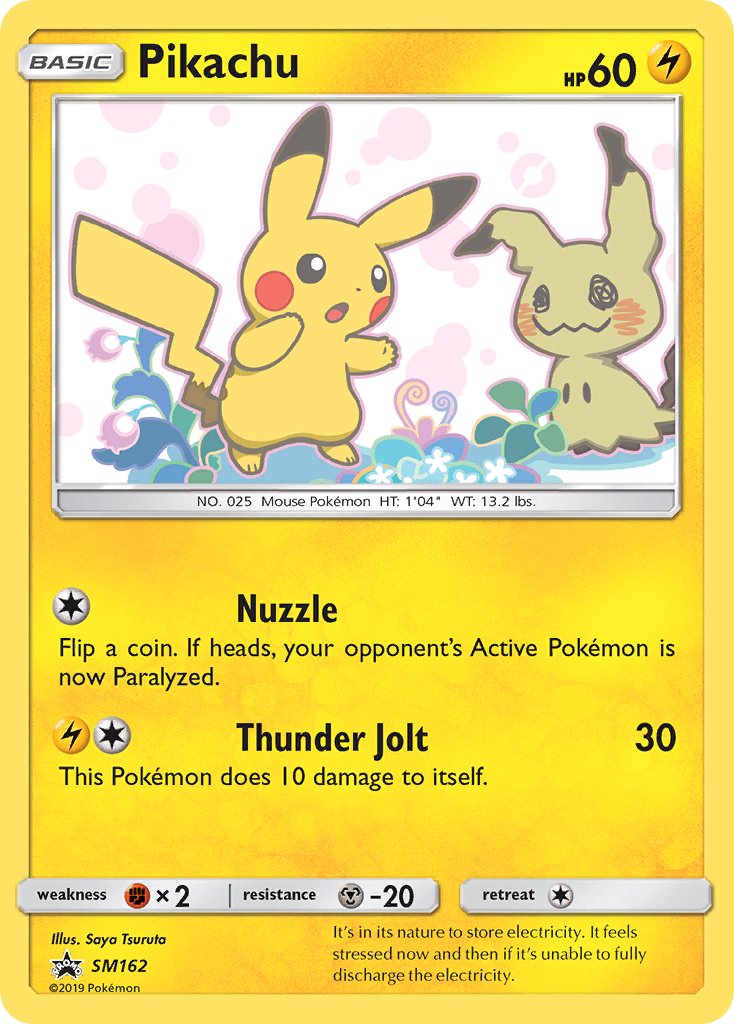 BASIC Pikachu HP60
NO. 025 Mouse Pokémon HT: 1'04" WT: 13.2 lbs.
Nuzzle
Flip a coin. If heads, your opponent's Active Pokémon is
now Paralyzed.
Thunder Jolt 30
This Pokémon does 10 damage to itself.
weakness ×2 resistance -20 retreat
Illus. Saya Tsuruta
PROMO SM162
©2019 Pokémon
It's in its nature to store electricity. It feels
stressed now and then if it's unable to fully
discharge the electricity.